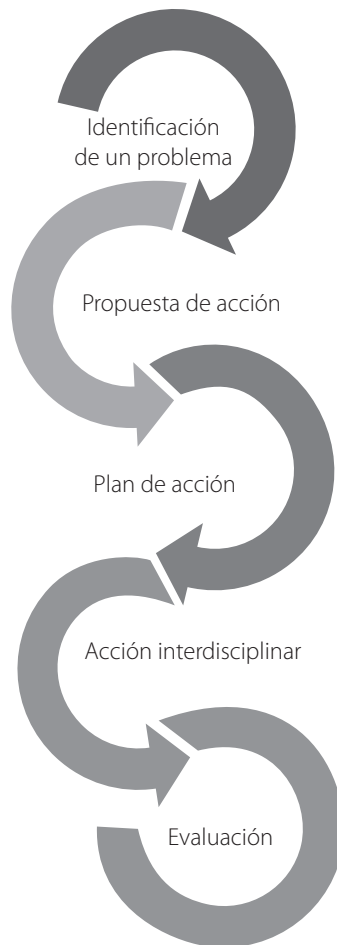 Identificación
de un problema
Propuesta de acción
Plan de acción
Acción interdisciplinar
Evaluación